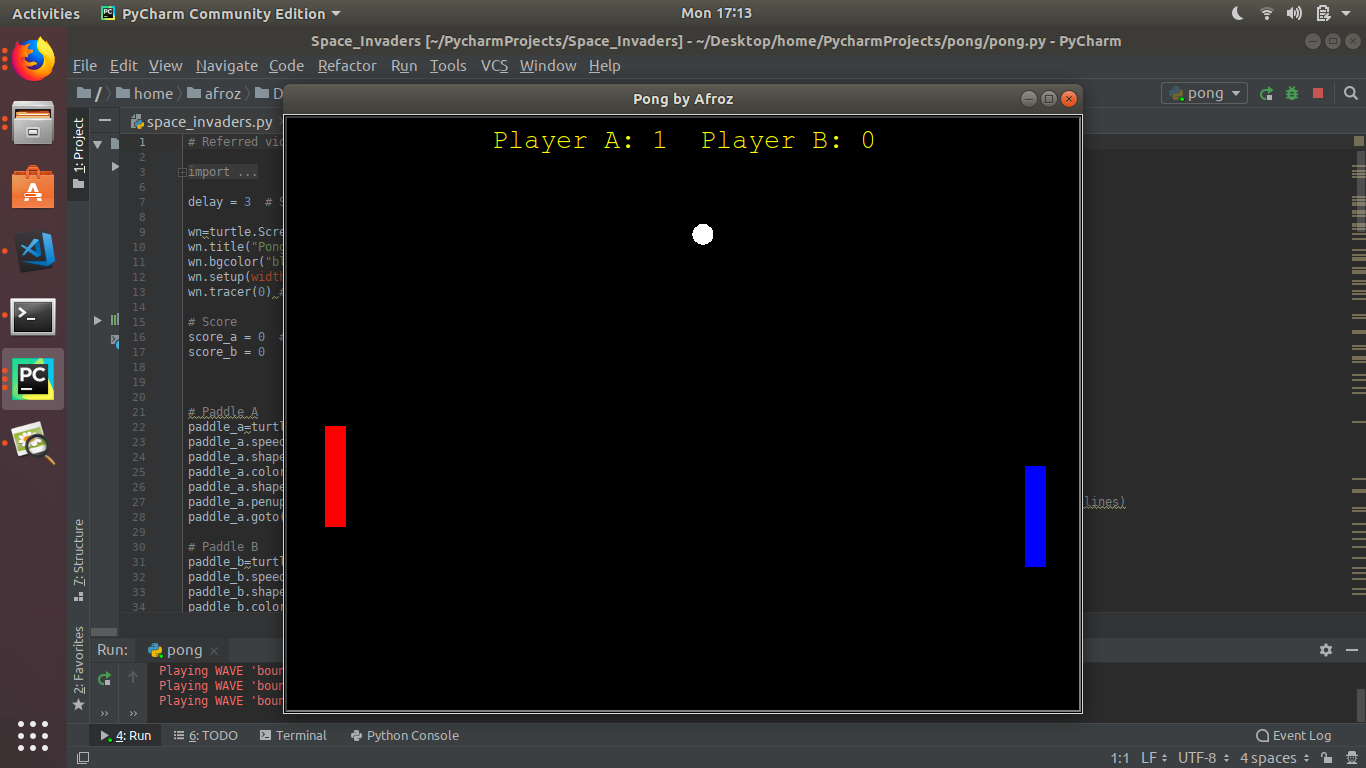 Activities PyCharm Community Edition Mon 17:13
Space_Invaders [~/PycharmProjects/Space_Invaders] - ~/Desktop/home/PycharmProjects/pong/pong.py - PyCharm
File Edit View Navigate Code Refactor Run Tools VCS Window Help
/ home afroz D pong
Pong by Afroz
space_invaders.py
1: Project
Player A: 1 Player B: 0
1 # Referred vid
2
3 import ...
6
7 delay = 3 # S
8
9 wn=turtle.Scre
10 wn.title("Pong
11 wn.bgcolor("bl
12 wn.setup(width
13 wn.tracer(0) #
14
15 # Score
16 score_a = 0 #
17 score_b = 0
18
19
20
21 # Paddle A
22 paddle_a=turtl
23 paddle_a.speed
24 paddle_a.shape
25 paddle_a.color
26 paddle_a.shape
27 paddle_a.penup lines)
28 paddle_a.goto(
29
30 # Paddle B
31 paddle_b=turtl
32 paddle_b.speed
33 paddle_b.shape
34 paddle_b.color
7: Structure
2: Favorites
Run: pong
Playing WAVE 'boun
Playing WAVE 'boun
Playing WAVE 'boun
4: Run 6: TODO Terminal Python Console Event Log
1:1 LF UTF-8 4 spaces